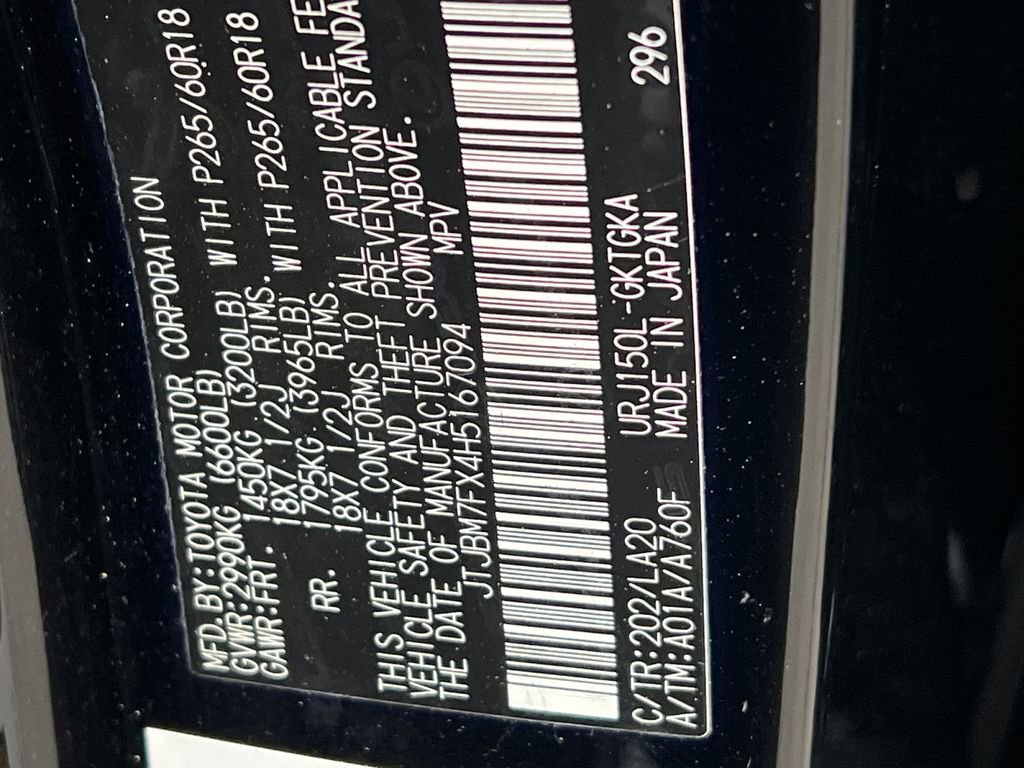 MFD.BY:TOYOTA MOTOR CORPORATION
GVWR:2990KG (6600LB)
GAWR:FRT. 1450KG (3200LB) WITH P265/60R18
18X7 1/2J RIMS.
RR. 1795KG (3965LB) WITH P265/60R18
18X7 1/2J RIMS.
THIS VEHICLE CONFORMS TO ALL APPLICABLE FE
VEHICLE SAFETY AND THEFT PREVENTION STANDA
THE DATE OF MANUFACTURE SHOWN ABOVE.
JTJBM7FX4H5167094 MPV
C/TR:202/LA20 URJ150L-GKTGKA 296
A/TM:A01A/A760F MADE IN JAPAN